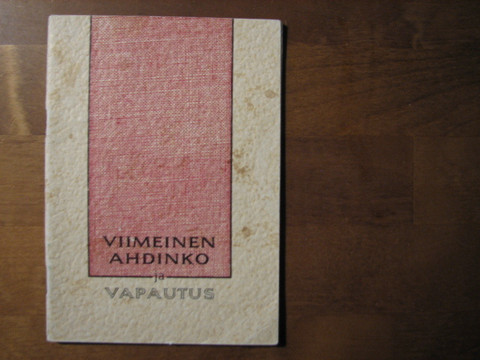 VIIMEINEN
AHDINKO
ja
VAPAUTUS